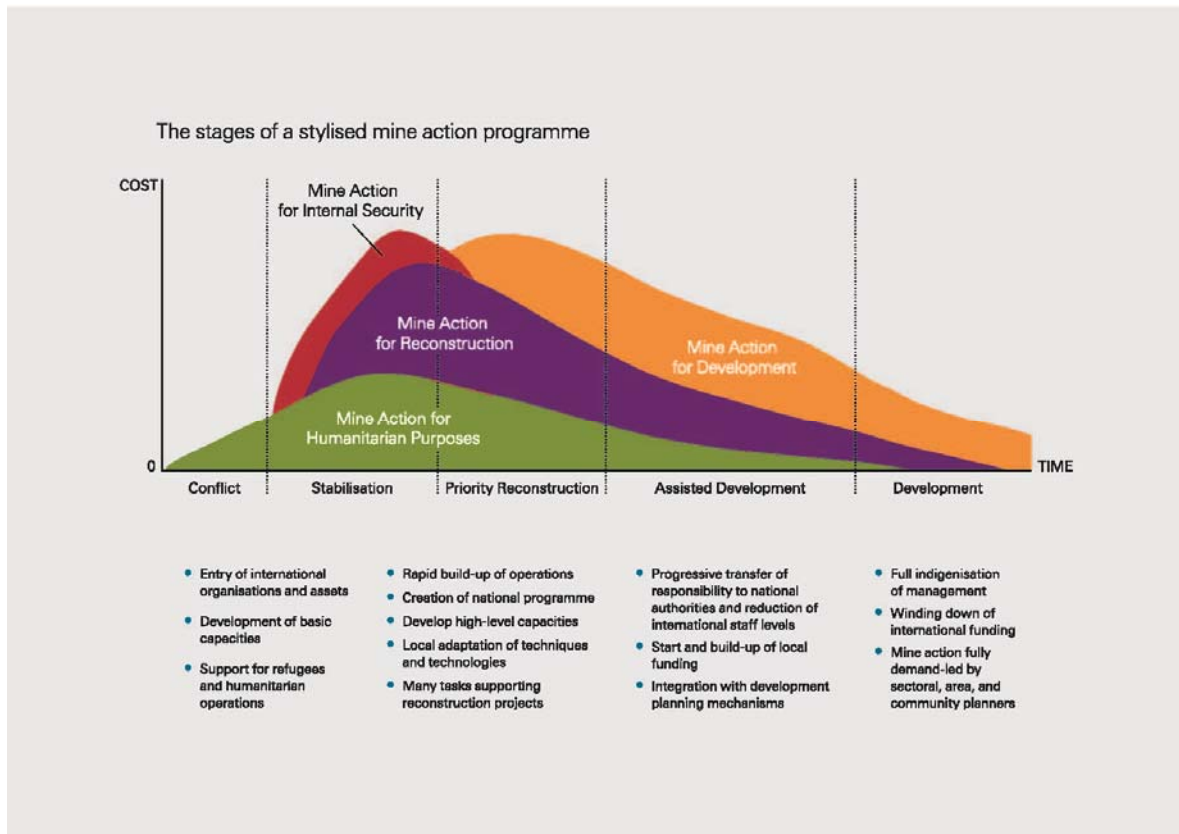 The stages of a stylised mine action programme
COST
Mine Action
for Internal Security
Mine Action
for Reconstruction
Mine Action
for Development
Mine Action for
Humanitarian Purposes
0
TIME
Conflict
Stabilisation
Priority Reconstruction
Assisted Development
Development
• Entry of international
organisations and assets
• Development of basic
capacities
• Support for refugees
and humanitarian
operations
• Rapid build-up of operations
• Creation of national programme
• Develop high-level capacities
• Local adaptation of techniques
and technologies
• Many tasks supporting
reconstruction projects
• Progressive transfer of
responsibility to national
authorities and reduction of
international staff levels
• Start and build-up of local
funding
• Integration with development
planning mechanisms
• Full indigenisation
of management
• Winding down of
international funding
• Mine action fully
demand-led by
sectoral, area, and
community planners